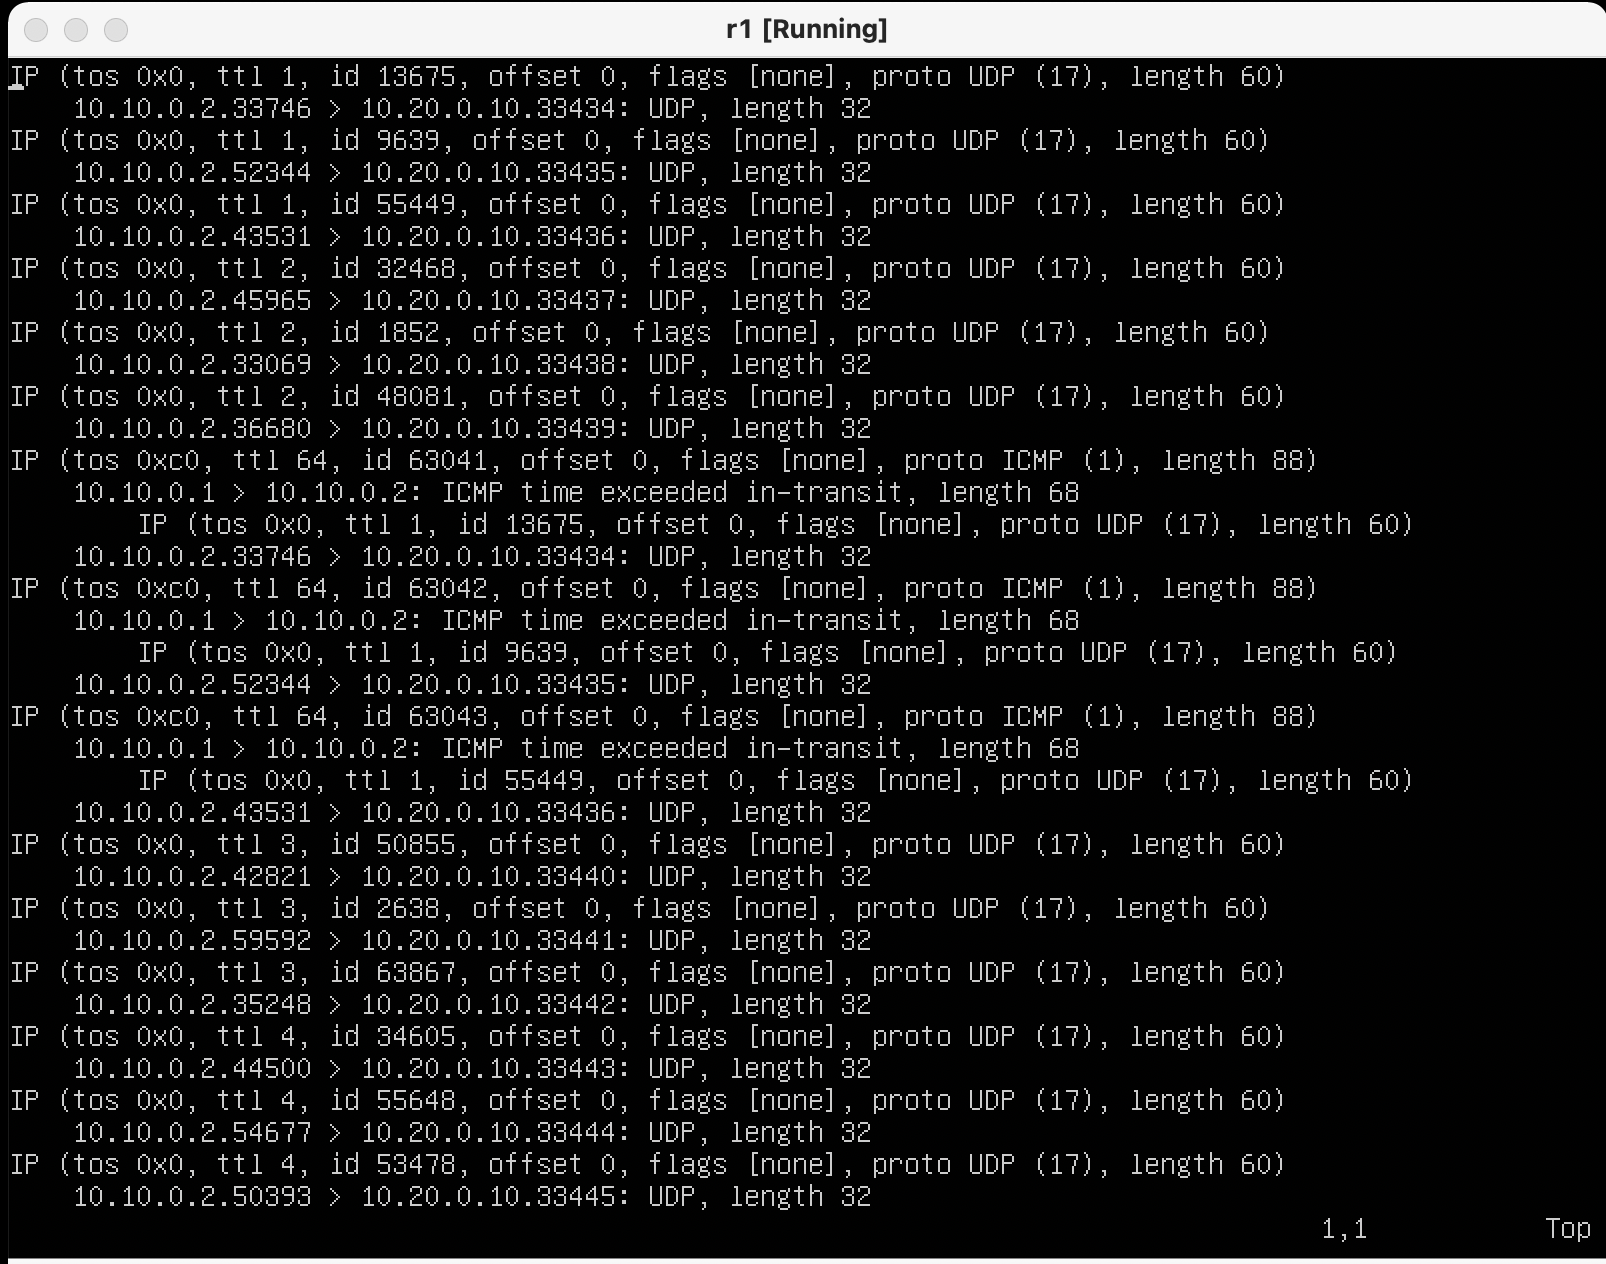 r1 [Running]
IP (tos 0x0, ttl 1, id 13675, offset 0, flags [none], proto UDP (17), length 60)
    10.10.0.2.33746 > 10.20.0.10.33434: UDP, length 32
IP (tos 0x0, ttl 1, id 9639, offset 0, flags [none], proto UDP (17), length 60)
    10.10.0.2.52344 > 10.20.0.10.33435: UDP, length 32
IP (tos 0x0, ttl 1, id 55449, offset 0, flags [none], proto UDP (17), length 60)
    10.10.0.2.43531 > 10.20.0.10.33436: UDP, length 32
IP (tos 0x0, ttl 2, id 32468, offset 0, flags [none], proto UDP (17), length 60)
    10.10.0.2.45965 > 10.20.0.10.33437: UDP, length 32
IP (tos 0x0, ttl 2, id 1852, offset 0, flags [none], proto UDP (17), length 60)
    10.10.0.2.33069 > 10.20.0.10.33438: UDP, length 32
IP (tos 0x0, ttl 2, id 48081, offset 0, flags [none], proto UDP (17), length 60)
    10.10.0.2.36680 > 10.20.0.10.33439: UDP, length 32
IP (tos 0xc0, ttl 64, id 63041, offset 0, flags [none], proto ICMP (1), length 88)
    10.10.0.1 > 10.10.0.2: ICMP time exceeded in-transit, length 68
        IP (tos 0x0, ttl 1, id 13675, offset 0, flags [none], proto UDP (17), length 60)
    10.10.0.2.33746 > 10.20.0.10.33434: UDP, length 32
IP (tos 0xc0, ttl 64, id 63042, offset 0, flags [none], proto ICMP (1), length 88)
    10.10.0.1 > 10.10.0.2: ICMP time exceeded in-transit, length 68
        IP (tos 0x0, ttl 1, id 9639, offset 0, flags [none], proto UDP (17), length 60)
    10.10.0.2.52344 > 10.20.0.10.33435: UDP, length 32
IP (tos 0xc0, ttl 64, id 63043, offset 0, flags [none], proto ICMP (1), length 88)
    10.10.0.1 > 10.10.0.2: ICMP time exceeded in-transit, length 68
        IP (tos 0x0, ttl 1, id 55449, offset 0, flags [none], proto UDP (17), length 60)
    10.10.0.2.43531 > 10.20.0.10.33436: UDP, length 32
IP (tos 0x0, ttl 3, id 50855, offset 0, flags [none], proto UDP (17), length 60)
    10.10.0.2.42821 > 10.20.0.10.33440: UDP, length 32
IP (tos 0x0, ttl 3, id 2638, offset 0, flags [none], proto UDP (17), length 60)
    10.10.0.2.59592 > 10.20.0.10.33441: UDP, length 32
IP (tos 0x0, ttl 3, id 63867, offset 0, flags [none], proto UDP (17), length 60)
    10.10.0.2.35248 > 10.20.0.10.33442: UDP, length 32
IP (tos 0x0, ttl 4, id 34605, offset 0, flags [none], proto UDP (17), length 60)
    10.10.0.2.44500 > 10.20.0.10.33443: UDP, length 32
IP (tos 0x0, ttl 4, id 55648, offset 0, flags [none], proto UDP (17), length 60)
    10.10.0.2.54677 > 10.20.0.10.33444: UDP, length 32
IP (tos 0x0, ttl 4, id 53478, offset 0, flags [none], proto UDP (17), length 60)
    10.10.0.2.50393 > 10.20.0.10.33445: UDP, length 32
1,1 Top